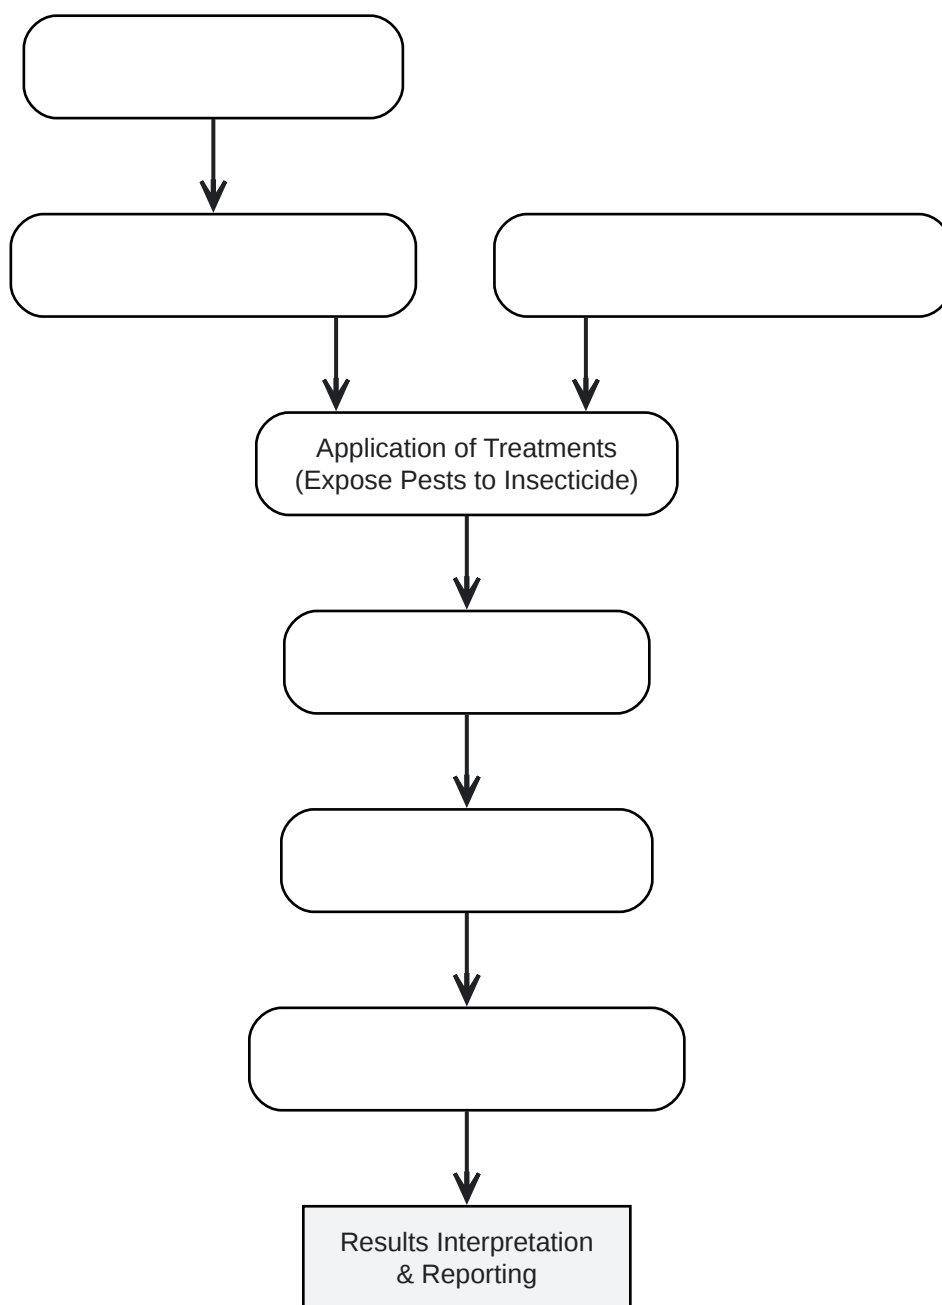 Application of Treatments
(Expose Pests to Insecticide)
Results Interpretation
& Reporting